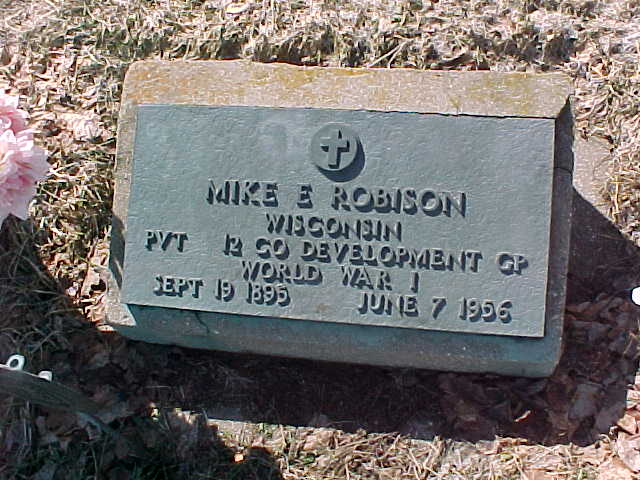 MIKE E ROBISON
WISCONSIN
PVT 12 CO DEVELOPMENT GP
WORLD WAR I
SEPT 19 1895 JUNE 7 1956